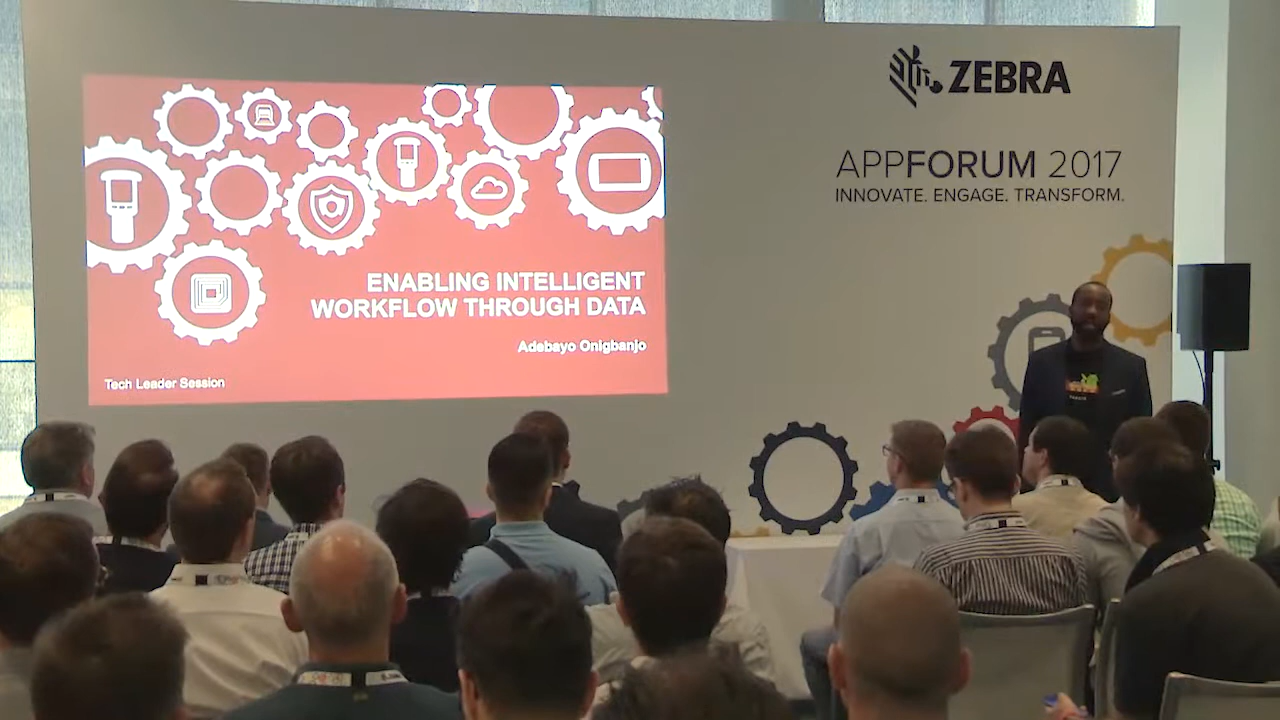 ENABLING INTELLIGENT
WORKFLOW THROUGH DATA
Adebayo Onigbanjo
Tech Leader Session
ZEBRA
APPFORUM 2017
INNOVATE. ENGAGE. TRANSFORM.